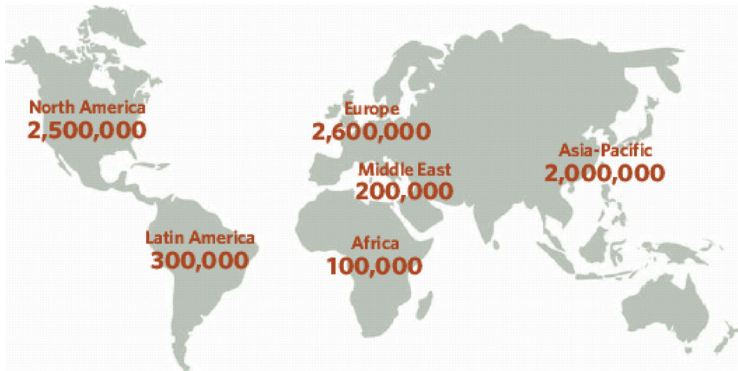 North America
2,500,000
Europe
2,600,000
Asia-Pacific
2,000,000
Middle East
200,000
Latin America
300,000
Africa
100,000